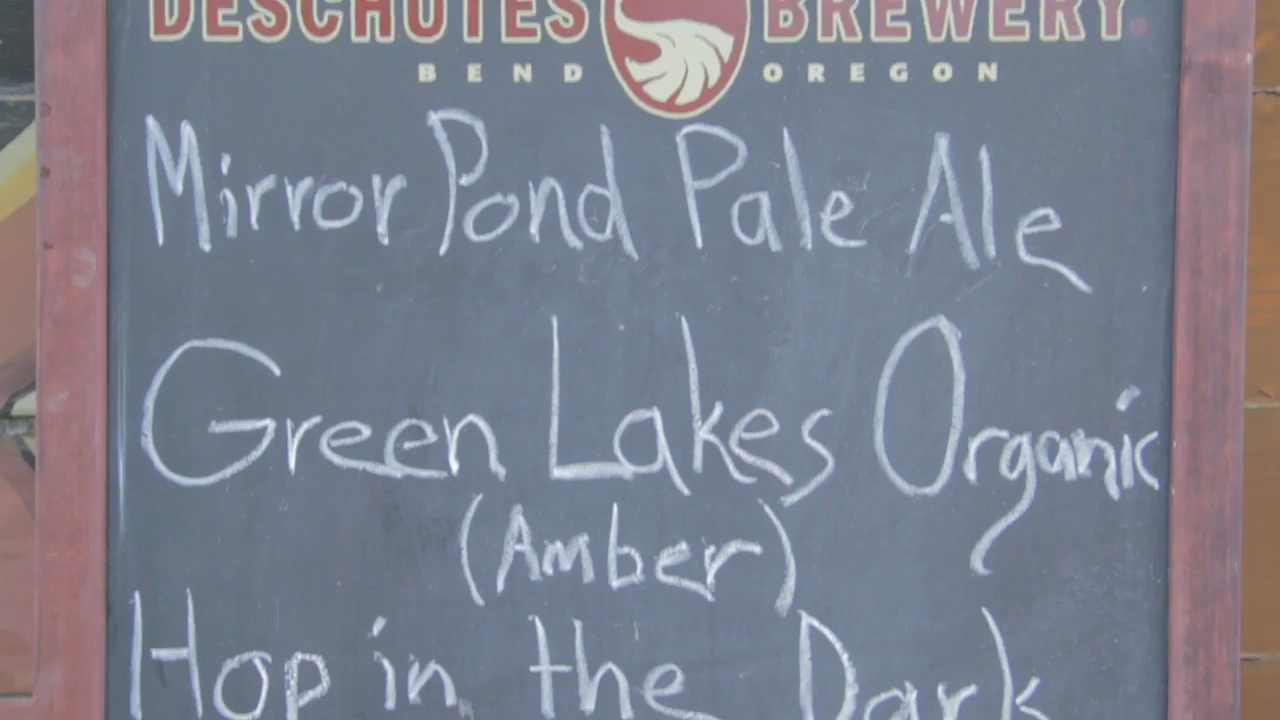 DESCHUTES BREWERY
BEND OREGON
Mirror Pond Pale Ale
Green Lakes Organic
(Amber)
Hop in the Dark